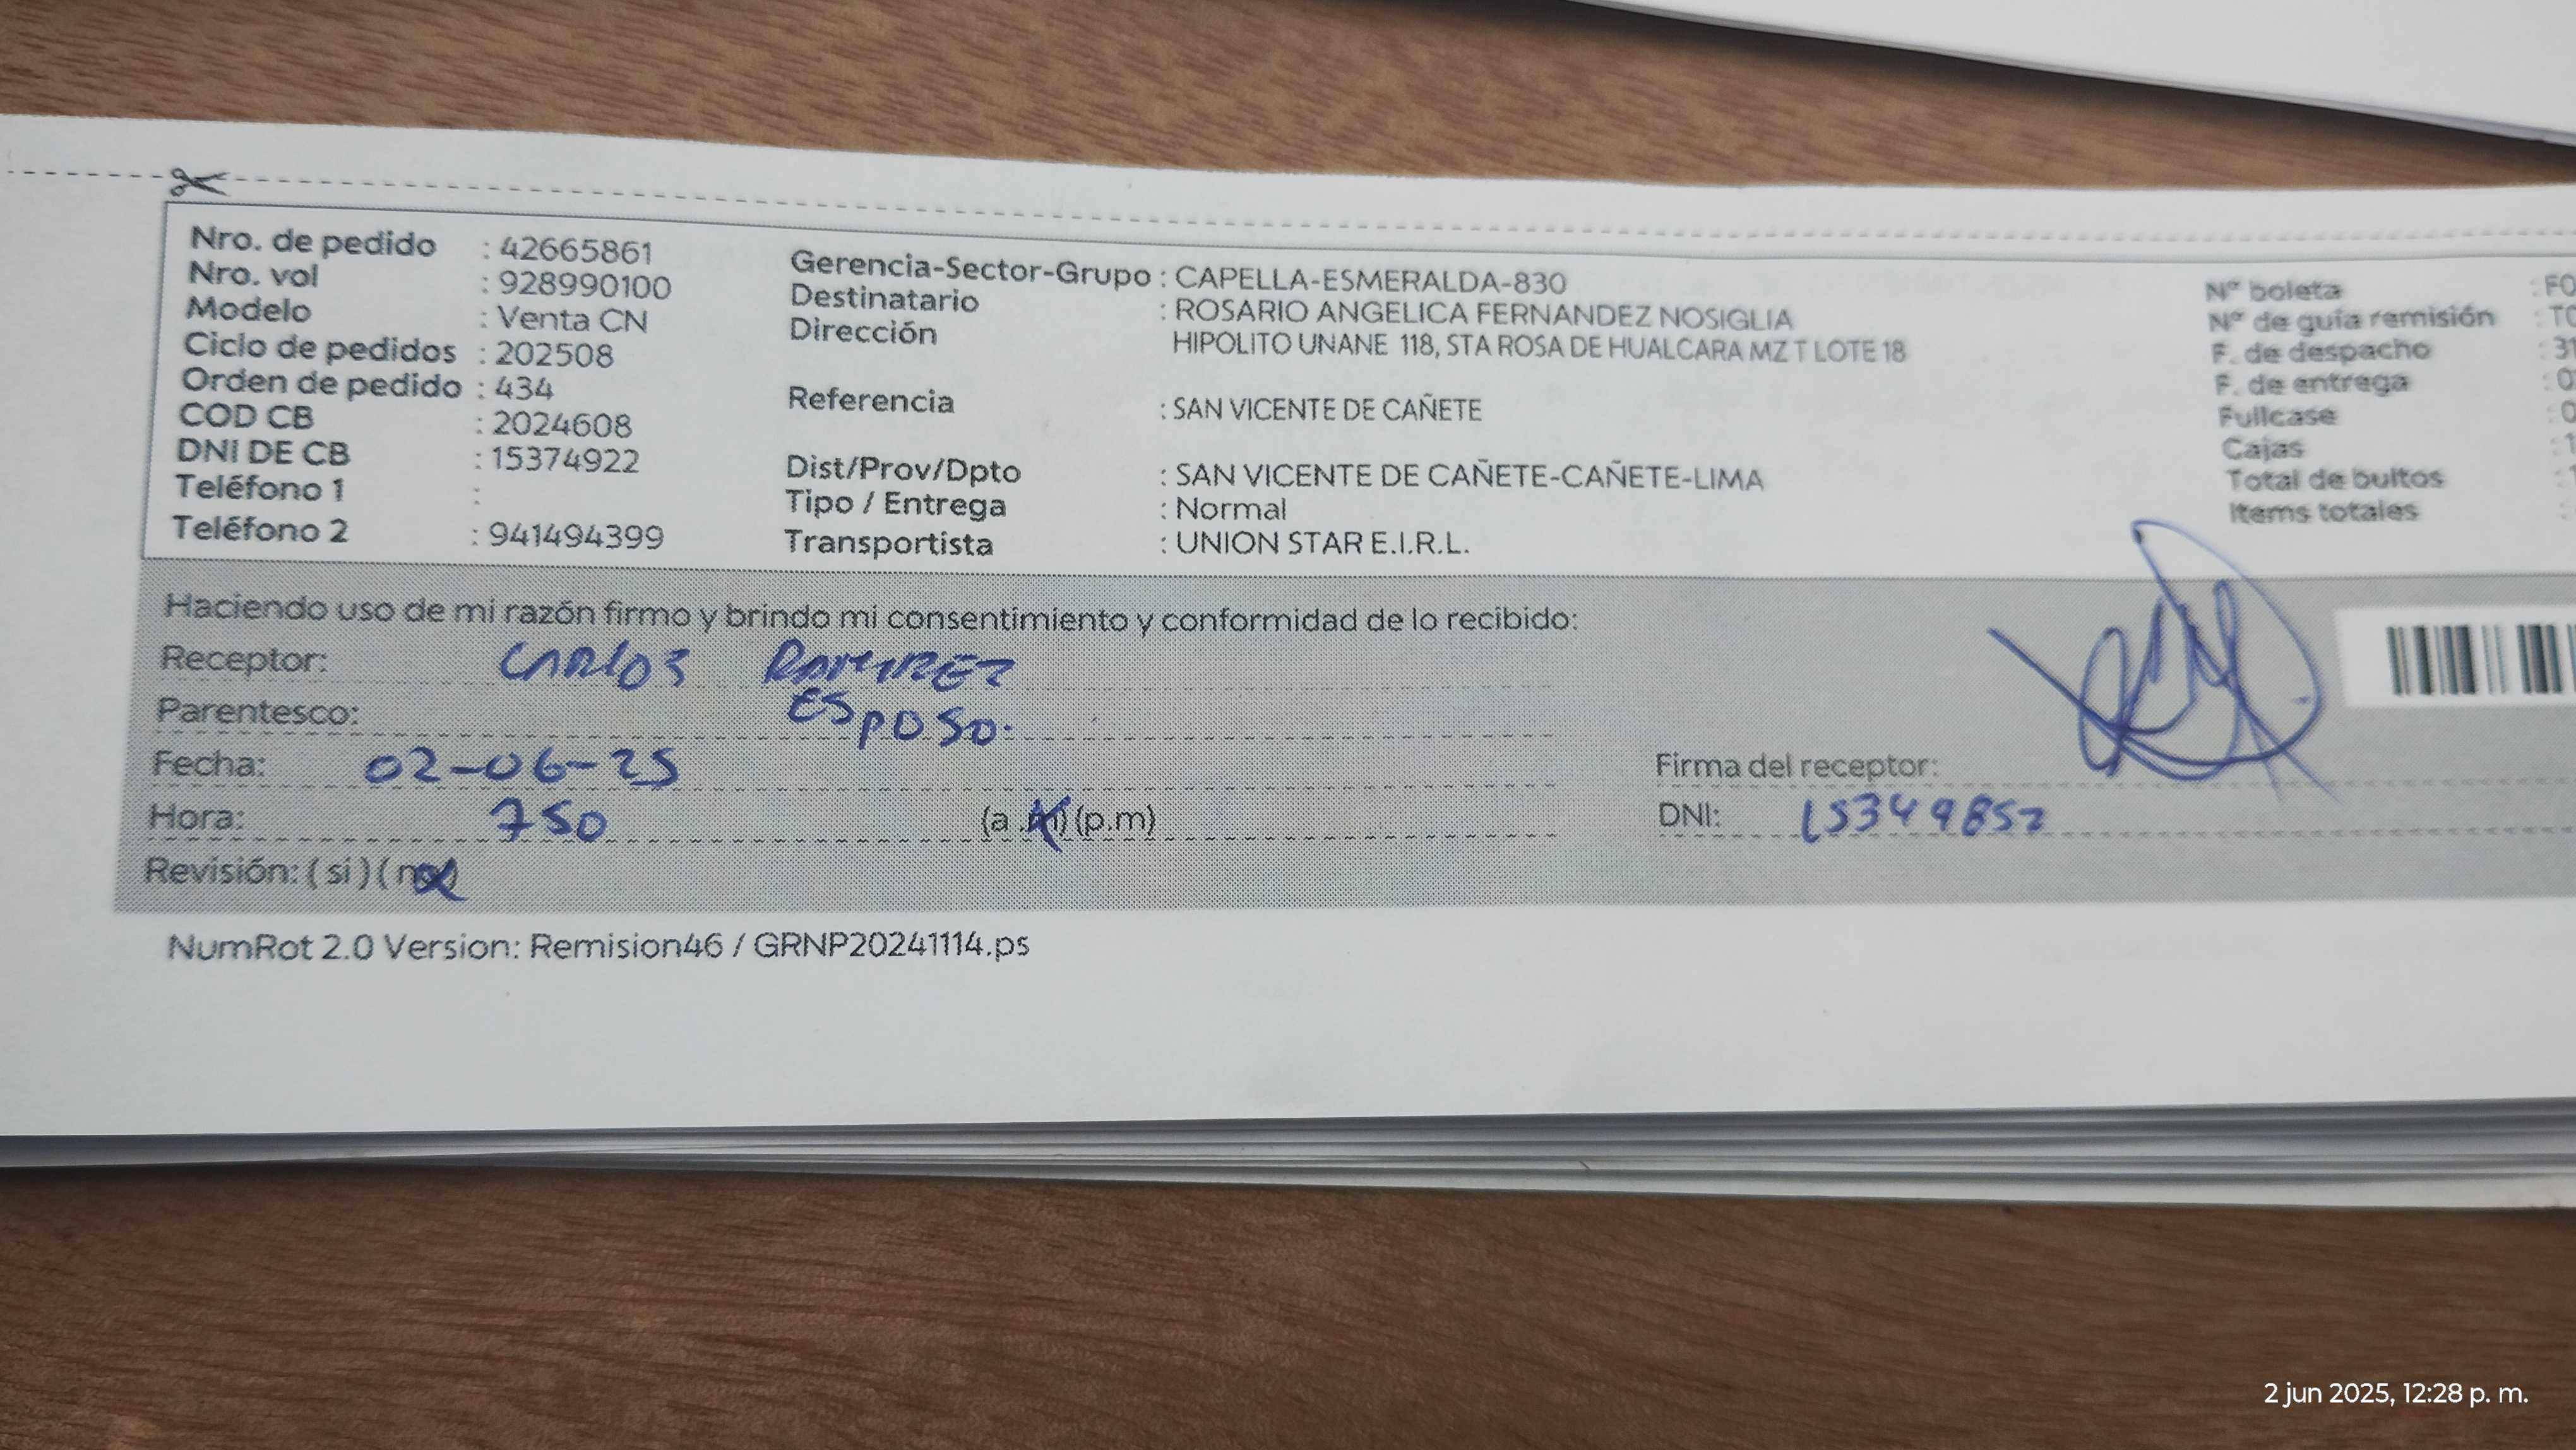 Nro. de pedido : 42665861
Nro. vol : 928990100
Modelo : Venta CN
Ciclo de pedidos : 202508
Orden de pedido : 434
COD CB : 2024608
DNI DE CB : 15374922
Teléfono 1 :
Teléfono 2 : 941494399
Gerencia-Sector-Grupo : CAPELLA-ESMERALDA-830
Destinatario : ROSARIO ANGELICA FERNANDEZ NOSIGLIA
Dirección HIPOLITO UNANE 118, STA ROSA DE HUALCARA MZ T LOTE 18
Referencia : SAN VICENTE DE CAÑETE
Dist/Prov/Dpto : SAN VICENTE DE CAÑETE-CAÑETE-LIMA
Tipo / Entrega : Normal
Transportista : UNION STAR E.I.R.L.
Nº boleta : F0
Nº de guía remisión :
F. de despacho : 31
F. de entrega : 0
Fullcase : 0
Cajas : 1
Total de bultos :
Items totales :
Haciendo uso de mi razón firmo y brindo mi consentimiento y conformidad de lo recibido:
Receptor: CARLOS RAMIREZ
Parentesco: ESPOSO.
Fecha: 02-06-25
Hora: 750 (a.m) (p.m)
Revisión: ( si ) ( no )
Firma del receptor:
DNI: 15349857
NumRot 2.0 Version: Remision46 / GRNP20241114.ps
2 jun 2025, 12:28 p. m.